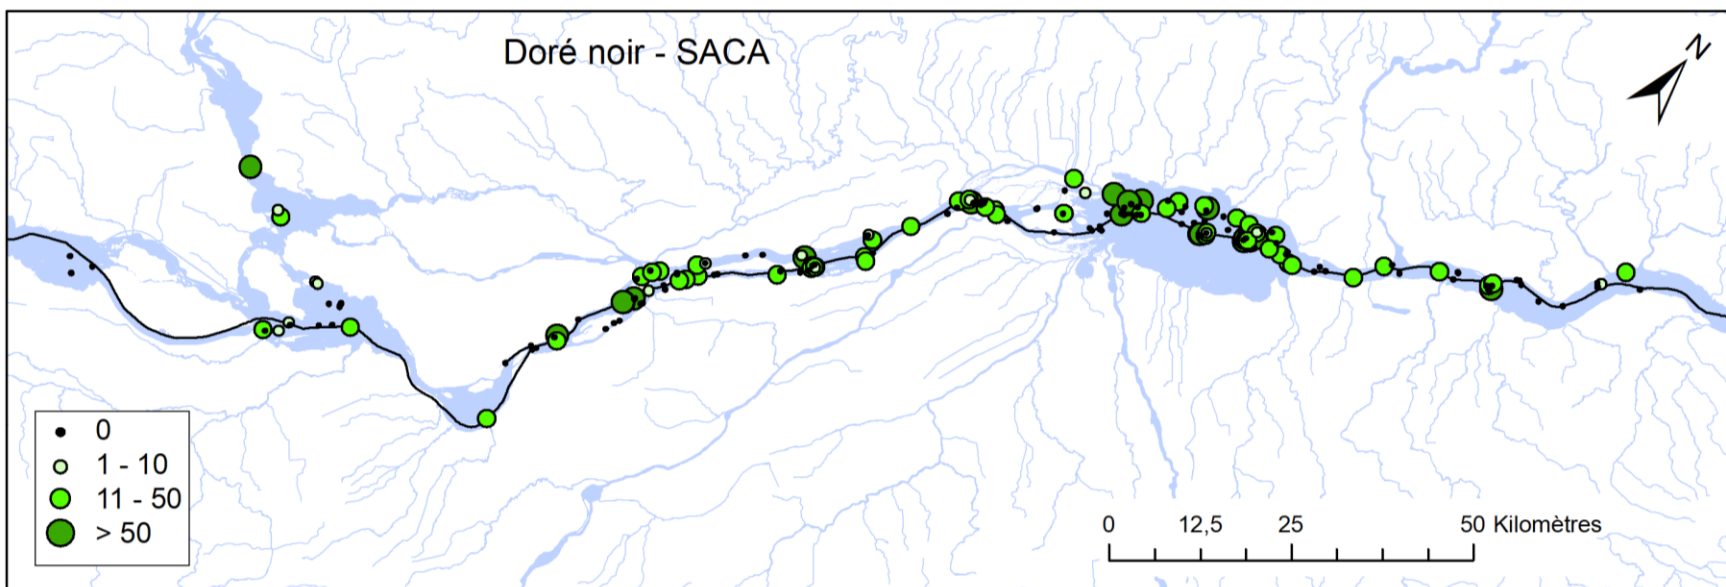 Doré noir - SACA
N
0
1 - 10
11 - 50
> 50
0 12,5 25 50 Kilomètres